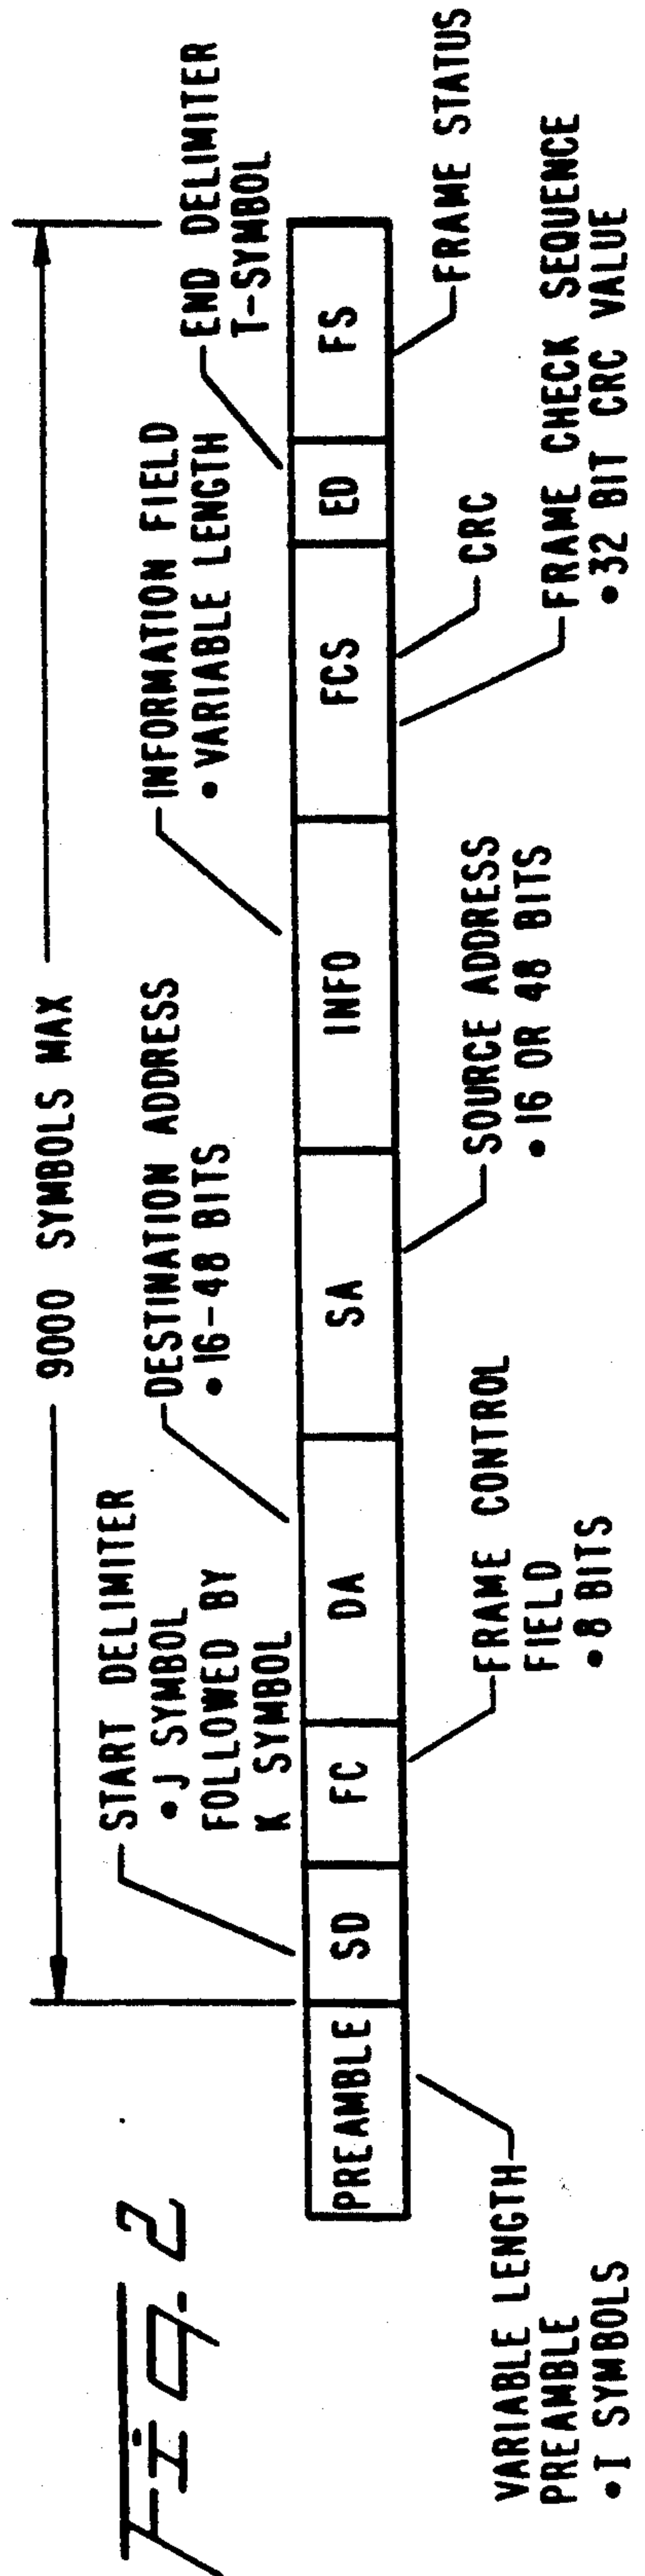 FIG. 2
9000 SYMBOLS MAX
START DELIMITER
•J SYMBOL
FOLLOWED BY
K SYMBOL
DESTINATION ADDRESS
•16-48 BITS
INFORMATION FIELD
•VARIABLE LENGTH
END DELIMITER
T-SYMBOL
PREAMBLE
SD
FC
DA
SA
INFO
FCS
ED
FS
VARIABLE LENGTH
PREAMBLE
•I SYMBOLS
FRAME CONTROL
FIELD
•8 BITS
SOURCE ADDRESS
•16 OR 48 BITS
CRC
FRAME CHECK SEQUENCE
•32 BIT CRC VALUE
FRAME STATUS